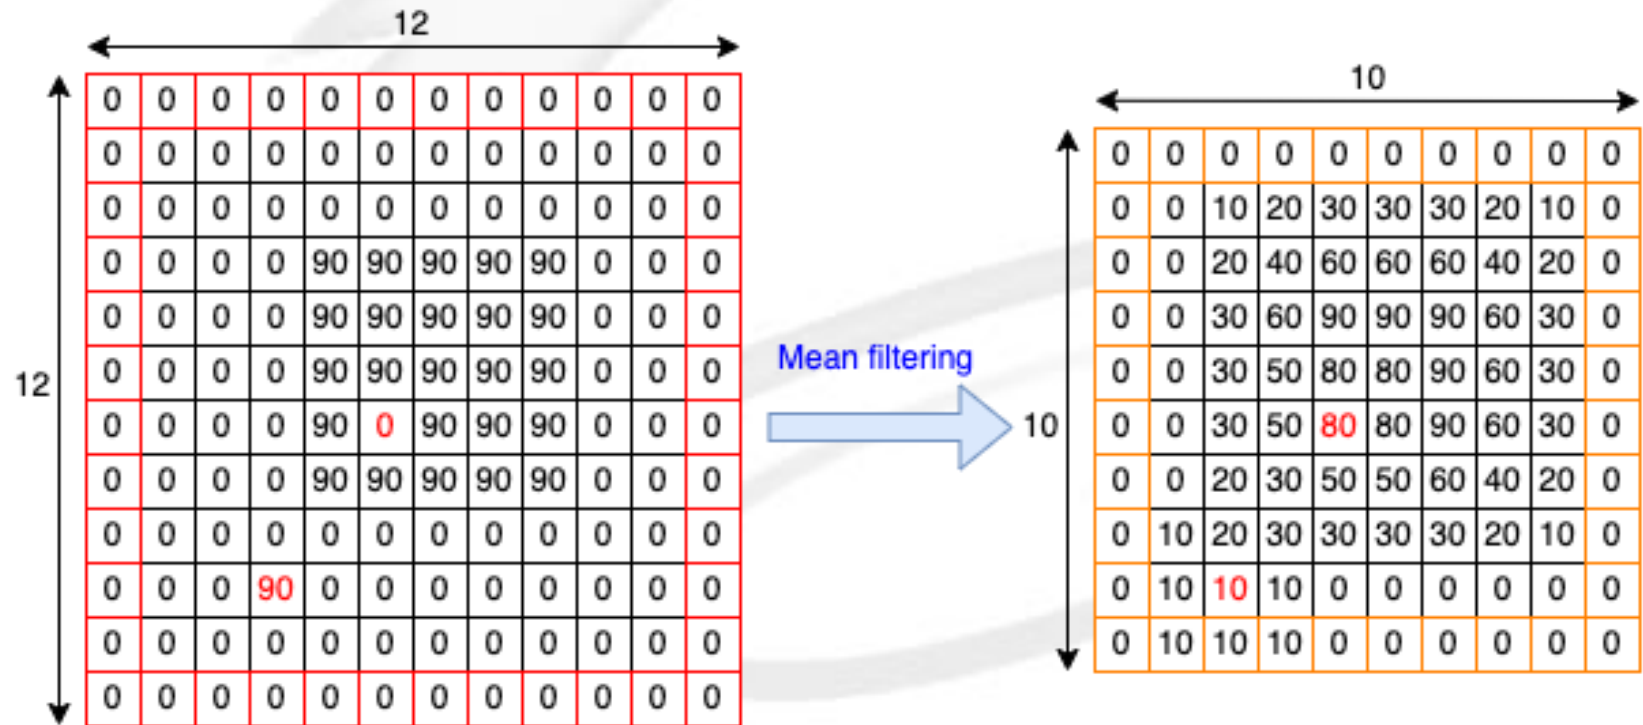 12
10
12
10
0 0 0 0 0 0 0 0 0 0 0 0
0 0 0 0 0 0 0 0 0 0 0 0
0 0 0 0 0 0 0 0 0 0 0 0
0 0 0 0 90 90 90 90 90 0 0 0
0 0 0 0 90 90 90 90 90 0 0 0
0 0 0 0 90 90 90 90 90 0 0 0
0 0 0 0 90 0 90 90 90 0 0 0
0 0 0 0 90 90 90 90 90 0 0 0
0 0 0 0 0 0 0 0 0 0 0 0
0 0 0 90 0 0 0 0 0 0 0 0
0 0 0 0 0 0 0 0 0 0 0 0
0 0 0 0 0 0 0 0 0 0 0 0
Mean filtering
0 0 0 0 0 0 0 0 0 0
0 0 10 20 30 30 30 20 10 0
0 0 20 40 60 60 60 40 20 0
0 0 30 60 90 90 90 60 30 0
0 0 30 50 80 80 90 60 30 0
0 0 30 50 80 80 90 60 30 0
0 0 20 30 50 50 60 40 20 0
0 10 20 30 30 30 30 20 10 0
0 10 10 10 0 0 0 0 0 0
0 10 10 10 0 0 0 0 0 0